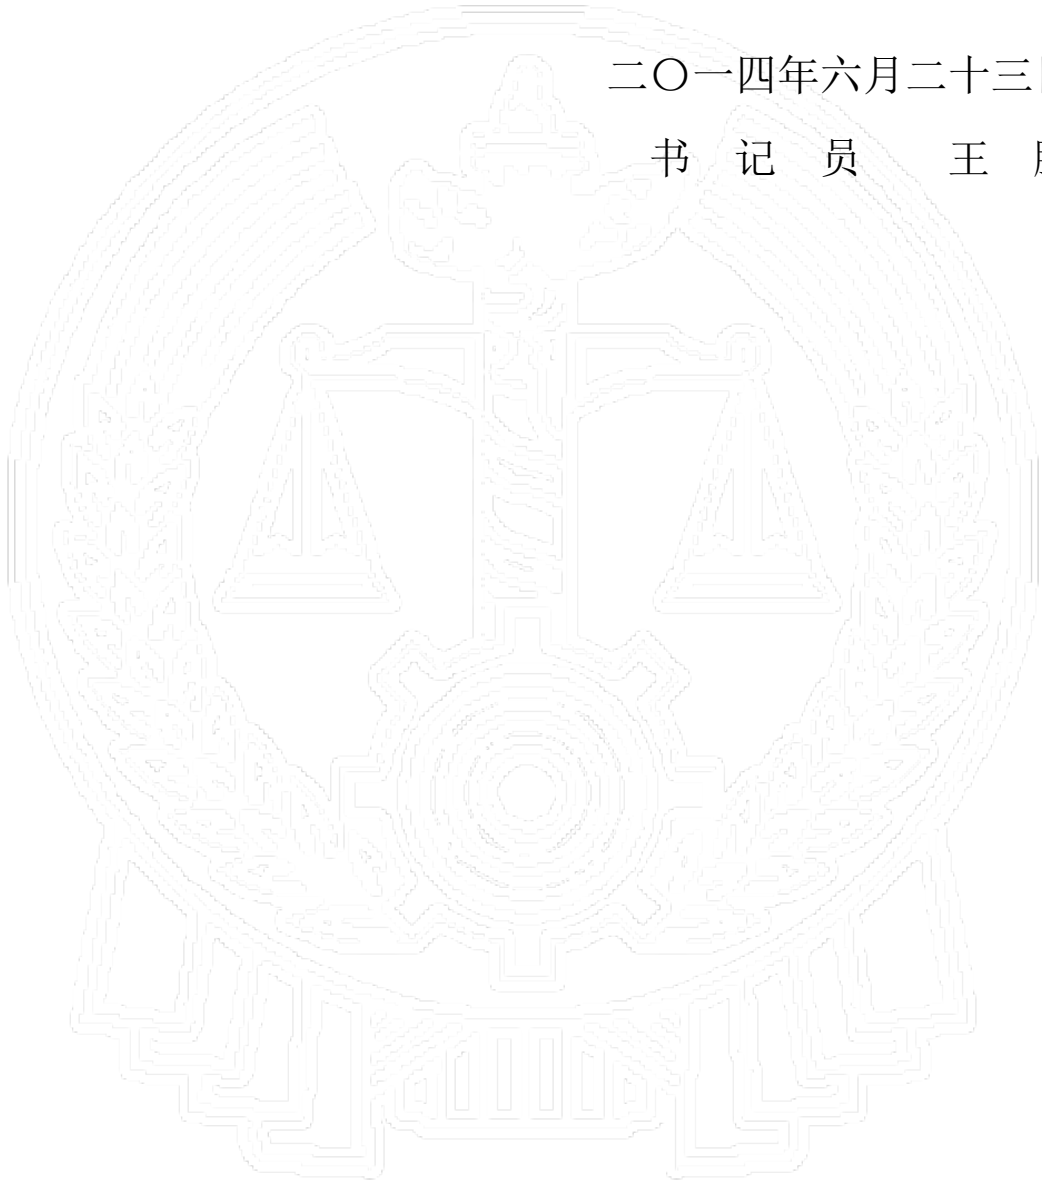 二〇一四年六月二十三
书 记 员 王